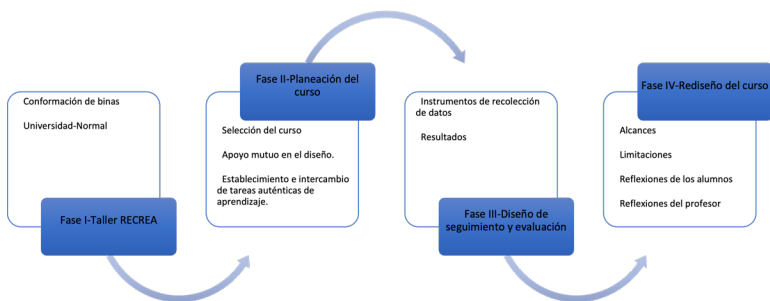 Conformación de binas
Universidad-Normal
Fase I-Taller RECREA
Fase II-Planeación del
curso
Selección del curso
Apoyo mutuo en el diseño.
Establecimiento e intercambio
de tareas auténticas de
aprendizaje.
Instrumentos de recolección
de datos
Resultados
Fase III-Diseño de
seguimiento y evaluación
Fase IV-Rediseño del curso
Alcances
Limitaciones
Reflexiones de los alumnos
Reflexiones del profesor